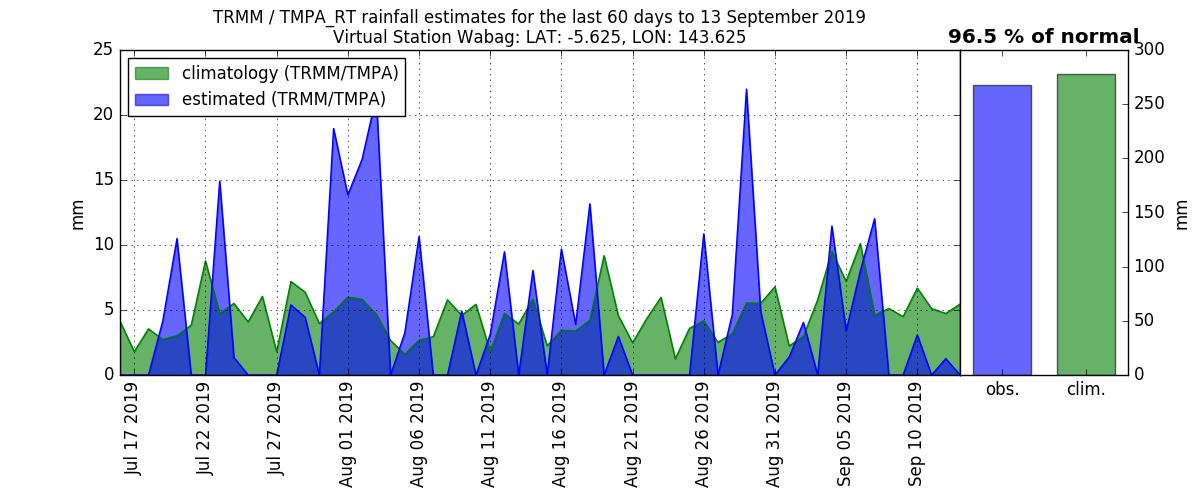 TRMM / TMPA_RT rainfall estimates for the last 60 days to 13 September 2019
Virtual Station Wabag: LAT: -5.625, LON: 143.625
96.5 % of normal
climatology (TRMM/TMPA)
estimated (TRMM/TMPA)
25
20
15
10
5
0
mm
Jul 17 2019
Jul 22 2019
Jul 27 2019
Aug 01 2019
Aug 06 2019
Aug 11 2019
Aug 16 2019
Aug 21 2019
Aug 26 2019
Aug 31 2019
Sep 05 2019
Sep 10 2019
obs.
clim.
300
250
200
150
100
50
0
mm